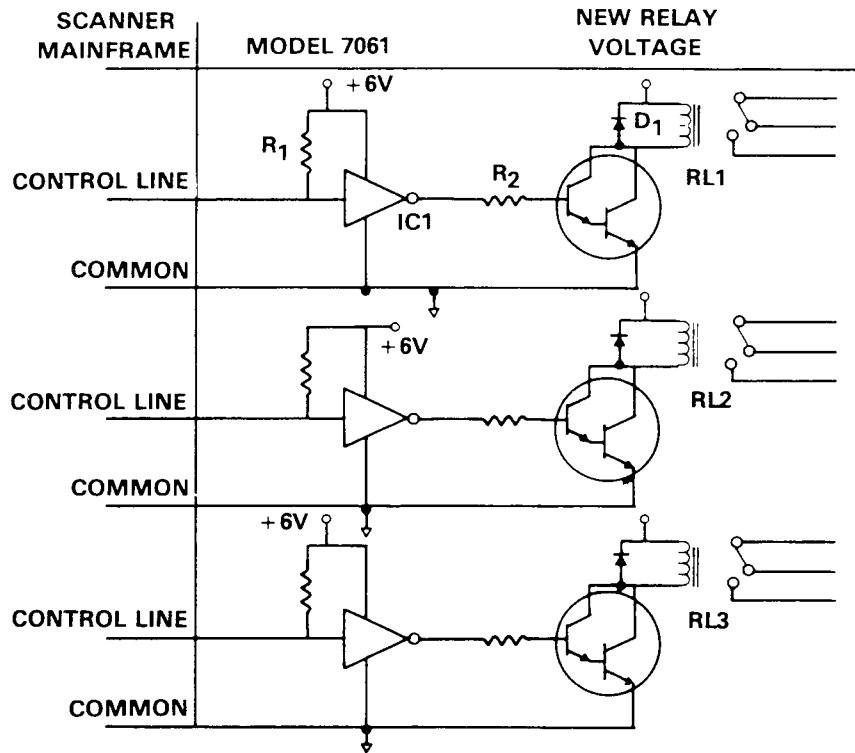 SCANNER
MAINFRAME
MODEL 7061
NEW RELAY
VOLTAGE
+6V
R1
D1
CONTROL LINE
IC1
R2
RL1
COMMON
+6V
CONTROL LINE
RL2
COMMON
+6V
CONTROL LINE
RL3
COMMON